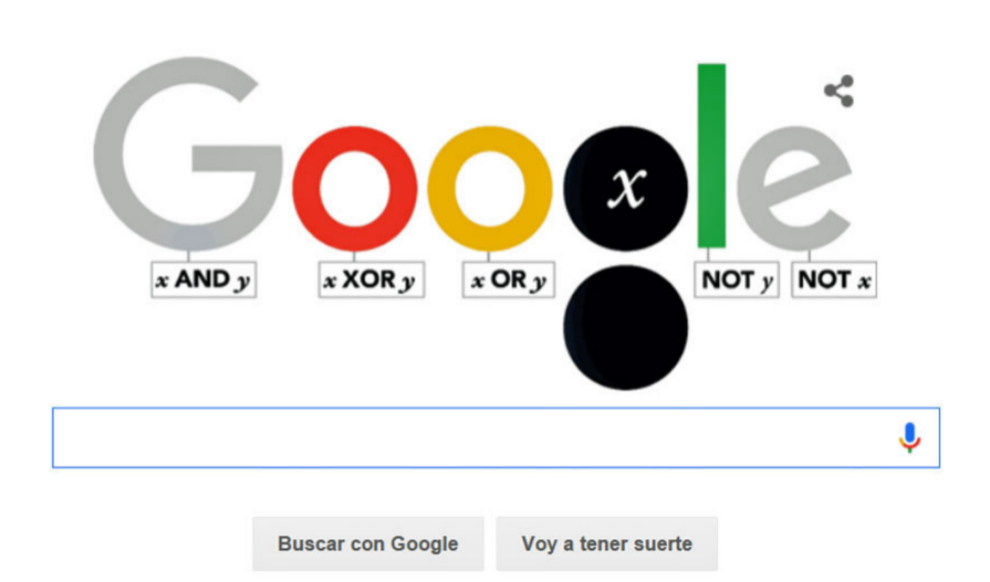 Google
x
x AND y
x XOR y
x OR y
NOT y
NOT x
Buscar con Google
Voy a tener suerte